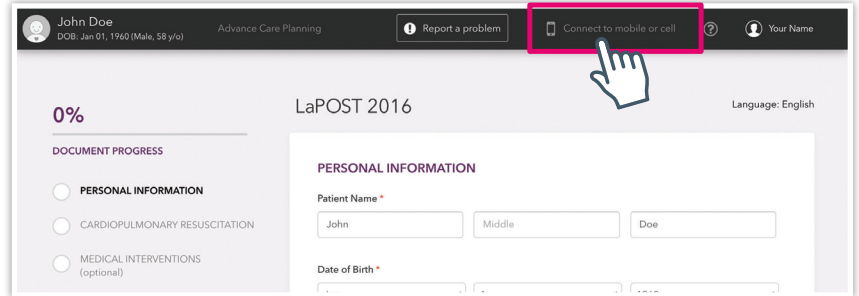 John Doe
DOB: Jan 01, 1960 (Male, 58 y/o)
Advance Care Planning
Report a problem
Connect to mobile or cell
?
Your Name
0%
DOCUMENT PROGRESS
PERSONAL INFORMATION
CARDIOPULMONARY RESUSCITATION
MEDICAL INTERVENTIONS
(optional)
LaPOST 2016
Language: English
PERSONAL INFORMATION
Patient Name *
John
Middle
Doe
Date of Birth *